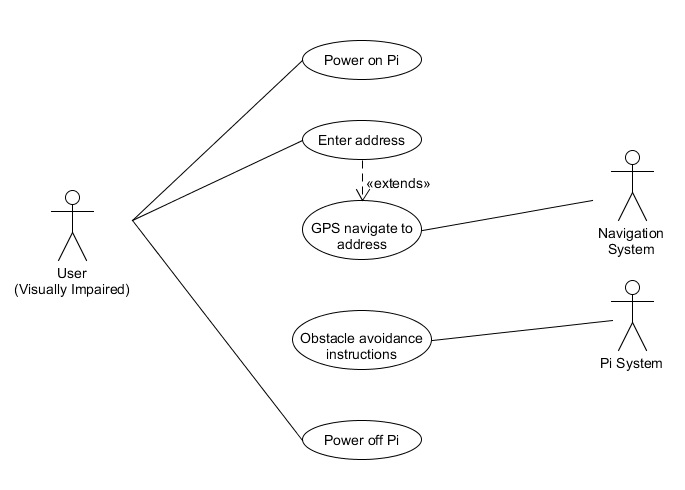 Power on Pi
Enter address
«extends»
GPS navigate to
address
Navigation
System
User
(Visually Impaired)
Obstacle avoidance
instructions
Pi System
Power off Pi